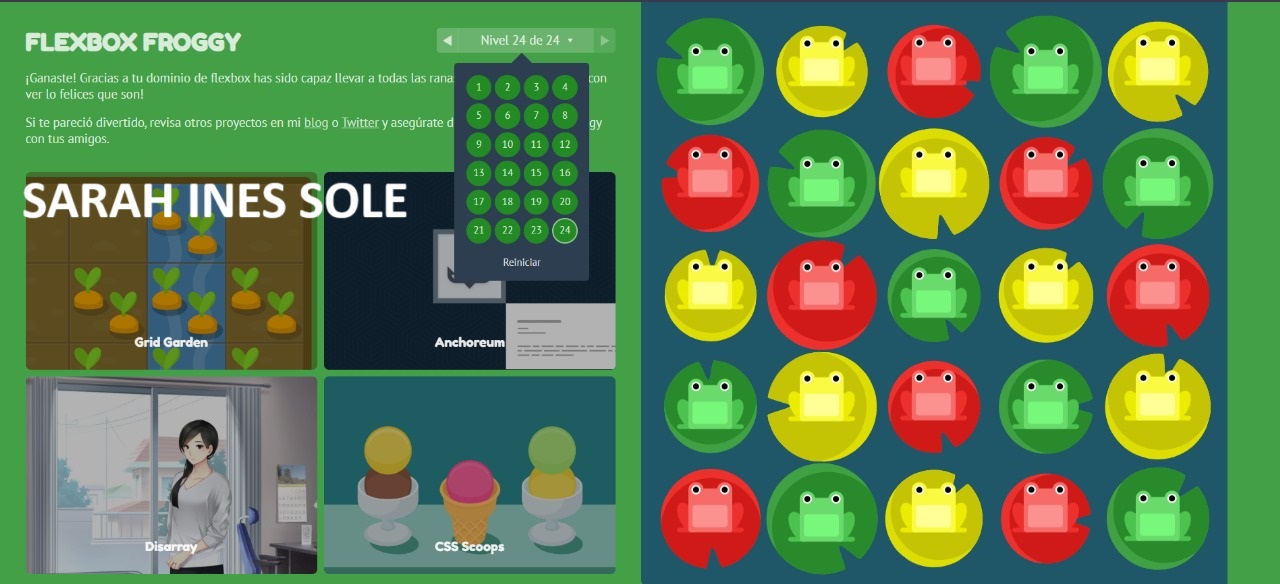 FLEXBOX FROGGY
Nivel 24 de 24
¡Ganaste! Gracias a tu dominio de flexbox has sido capaz llevar a todas las ranas con
ver lo felices que son!
Si te pareció divertido, revisa otros proyectos en mi blog o Twitter y asegúrate
con tus amigos.
1 2 3 4
5 6 7 8
9 10 11 12
13 14 15 16
17 18 19 20
21 22 23 24
Reiniciar
SARAH INES SOLE
Grid Garden
Anchoreum
Disarray
CSS Scoops